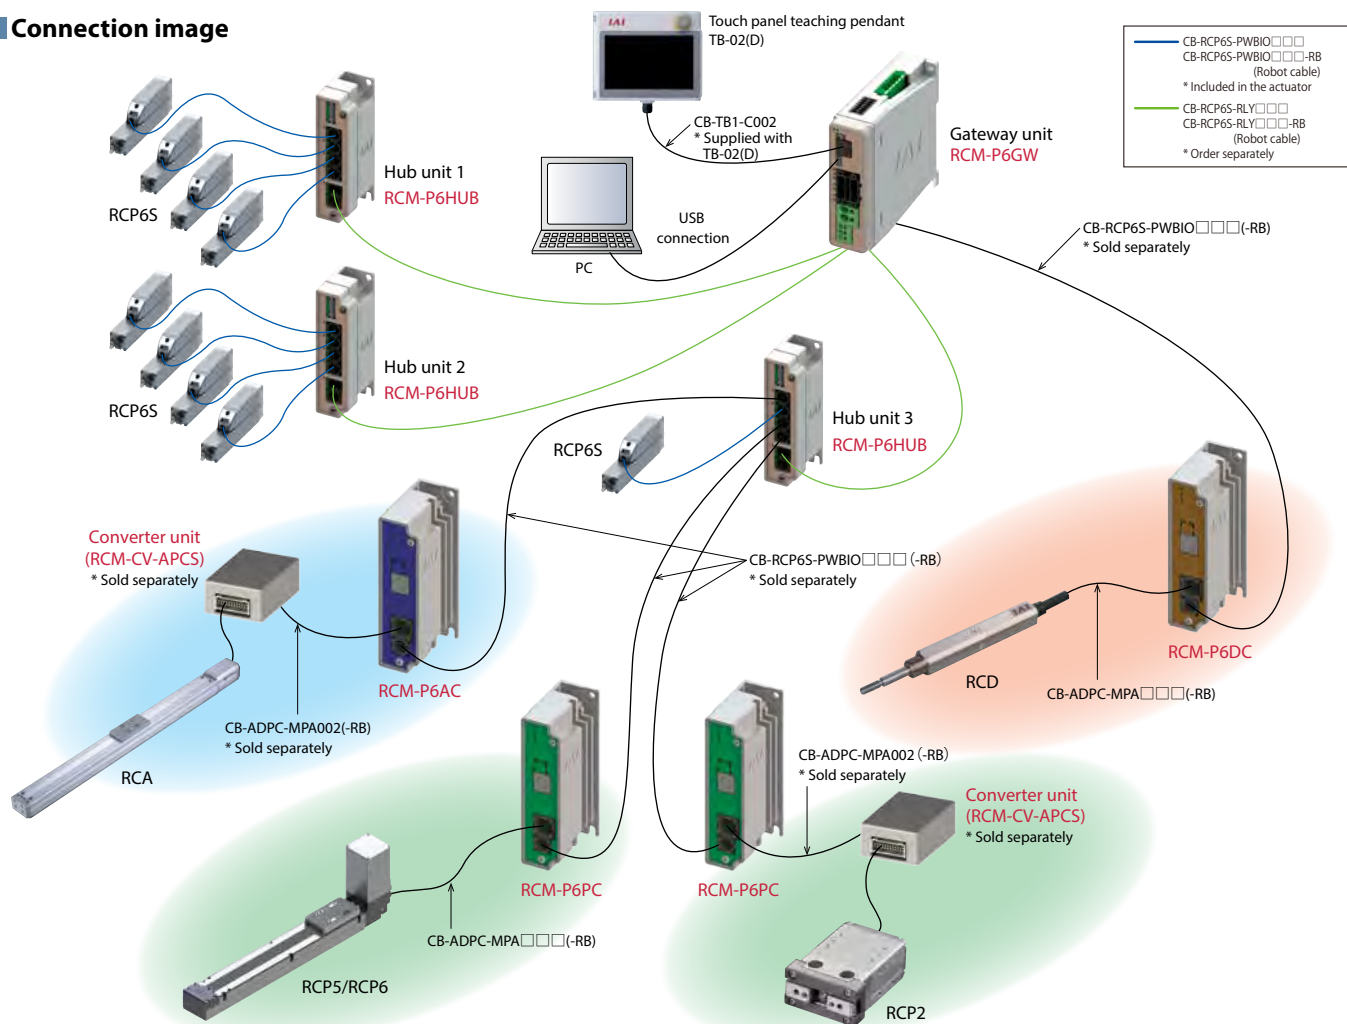 Connection image
IAI
Touch panel teaching pendant
TB-02(D)
CB-RCP6S-PWBIO□□□
CB-RCP6S-PWBIO□□□-RB
(Robot cable)
* Included in the actuator
CB-RCP6S-RLY□□□
CB-RCP6S-RLY□□□-RB
(Robot cable)
* Order separately
CB-TB1-C002
* Supplied with
TB-02(D)
Gateway unit
RCM-P6GW
IAI
Hub unit 1
RCM-P6HUB
RCP6S
USB
connection
PC
CB-RCP6S-PWBIO□□□(-RB)
* Sold separately
Hub unit 2
RCM-P6HUB
RCP6S
Hub unit 3
RCM-P6HUB
RCP6S
Converter unit
(RCM-CV-APCS)
* Sold separately
CB-RCP6S-PWBIO□□□ (-RB)
* Sold separately
RCM-P6AC
CB-ADPC-MPA002(-RB)
* Sold separately
RCA
IAI
RCD
RCM-P6DC
CB-ADPC-MPA□□□(-RB)
CB-ADPC-MPA002 (-RB)
* Sold separately
Converter unit
(RCM-CV-APCS)
* Sold separately
RCM-P6PC
RCM-P6PC
CB-ADPC-MPA□□□(-RB)
RCP5/RCP6
RCP2